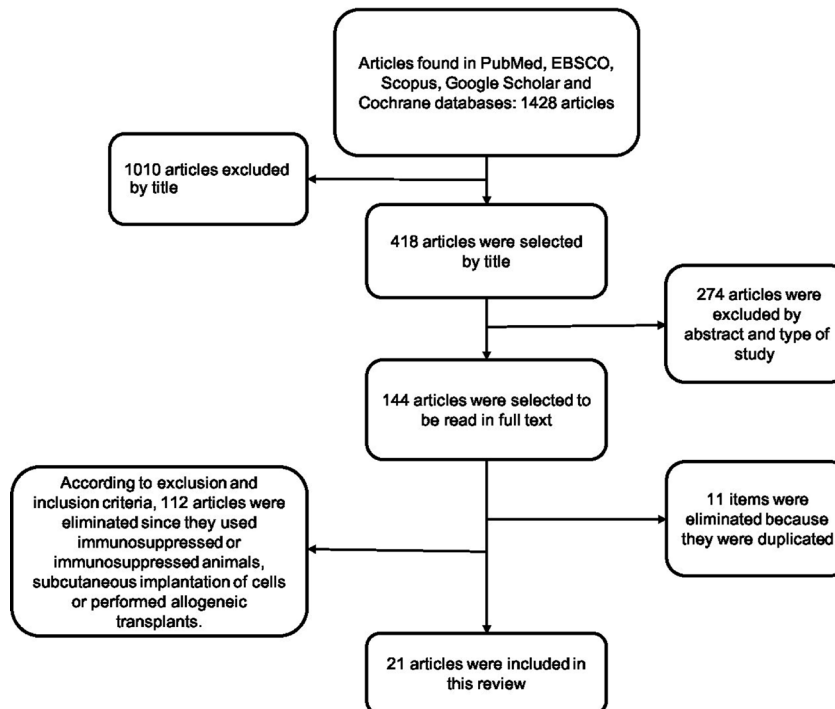 Articles found in PubMed, EBSCO,
Scopus, Google Scholar and
Cochrane databases: 1428 articles
1010 articles excluded
by title
418 articles were selected
by title
274 articles were
excluded by
abstract and type of
study
144 articles were selected to
be read in full text
According to exclusion and
inclusion criteria, 112 articles were
eliminated since they used
immunosuppressed or
immunosuppressed animals,
subcutaneous implantation of cells
or performed allogeneic
transplants.
11 items were
eliminated because
they were duplicated
21 articles were included in
this review